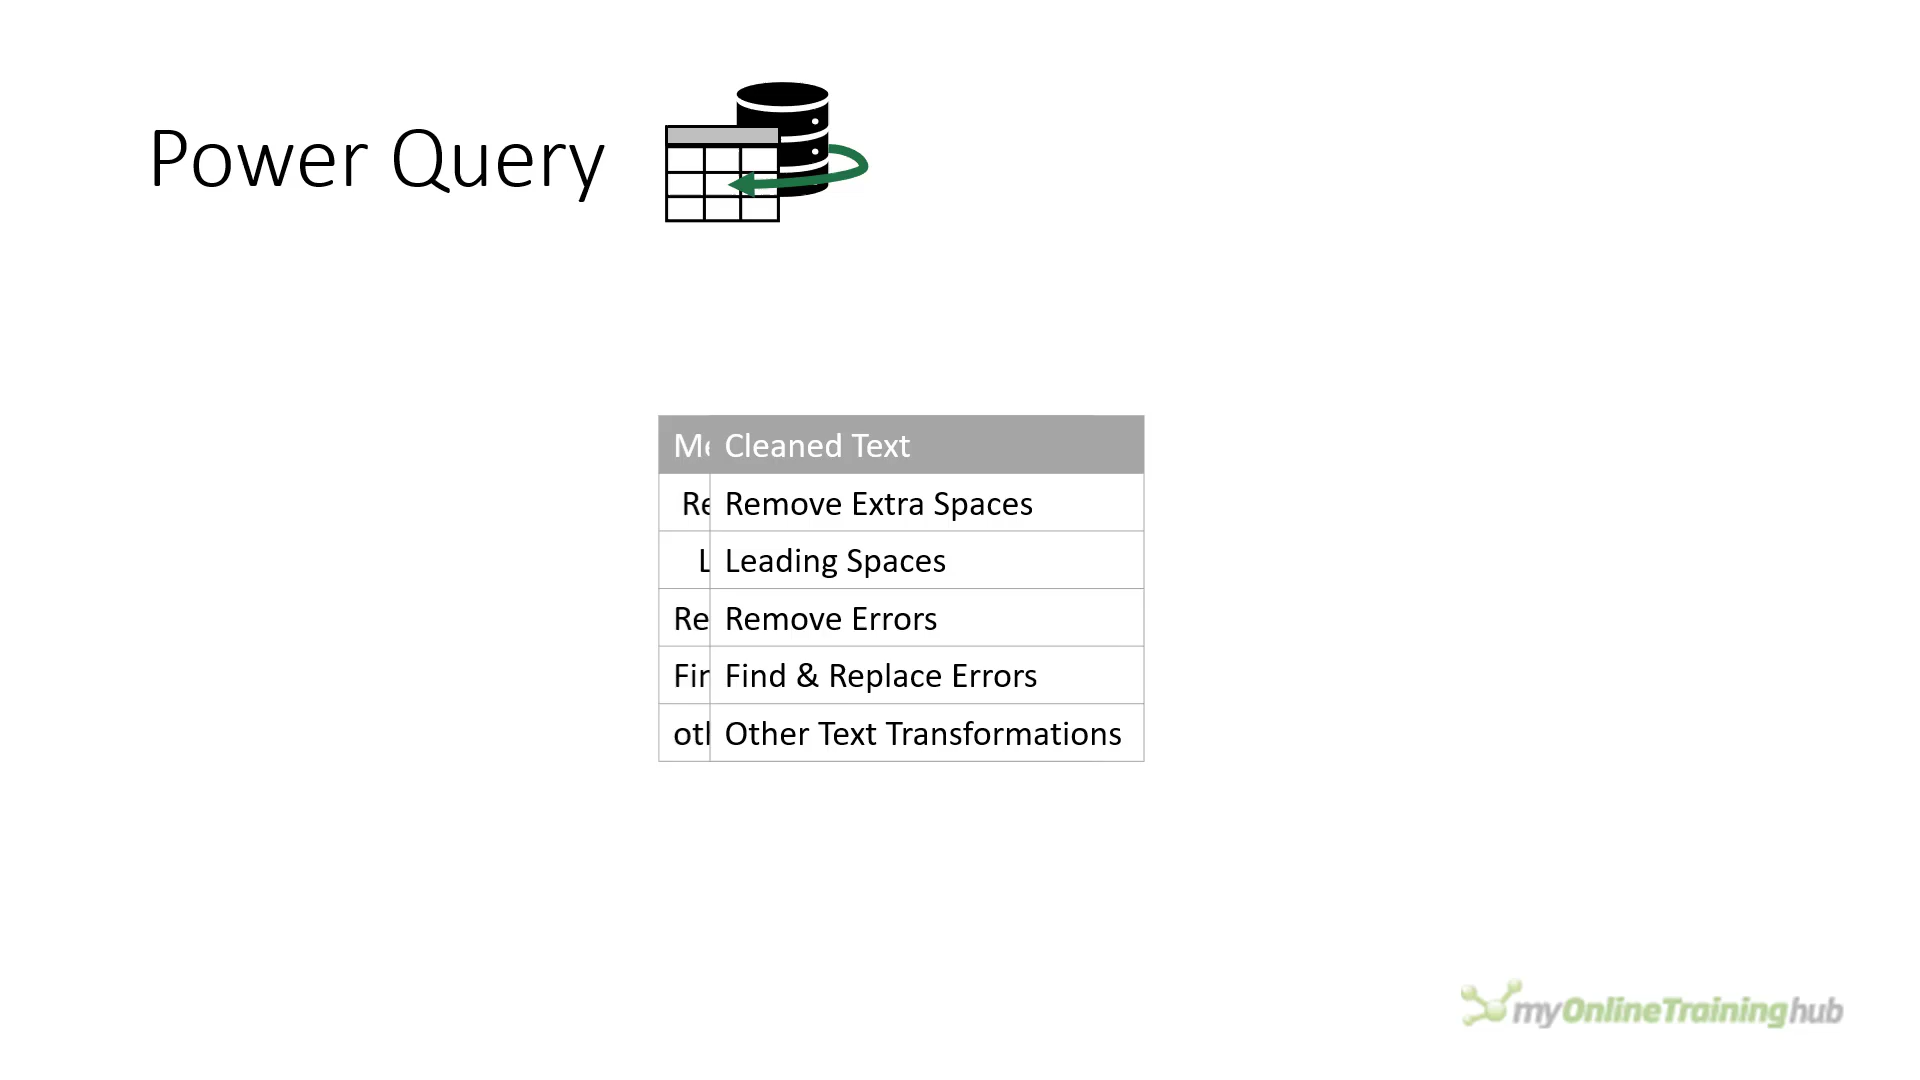 Power Query
Cleaned Text
Remove Extra Spaces
Leading Spaces
Remove Errors
Find & Replace Errors
Other Text Transformations
myOnlineTraininghub